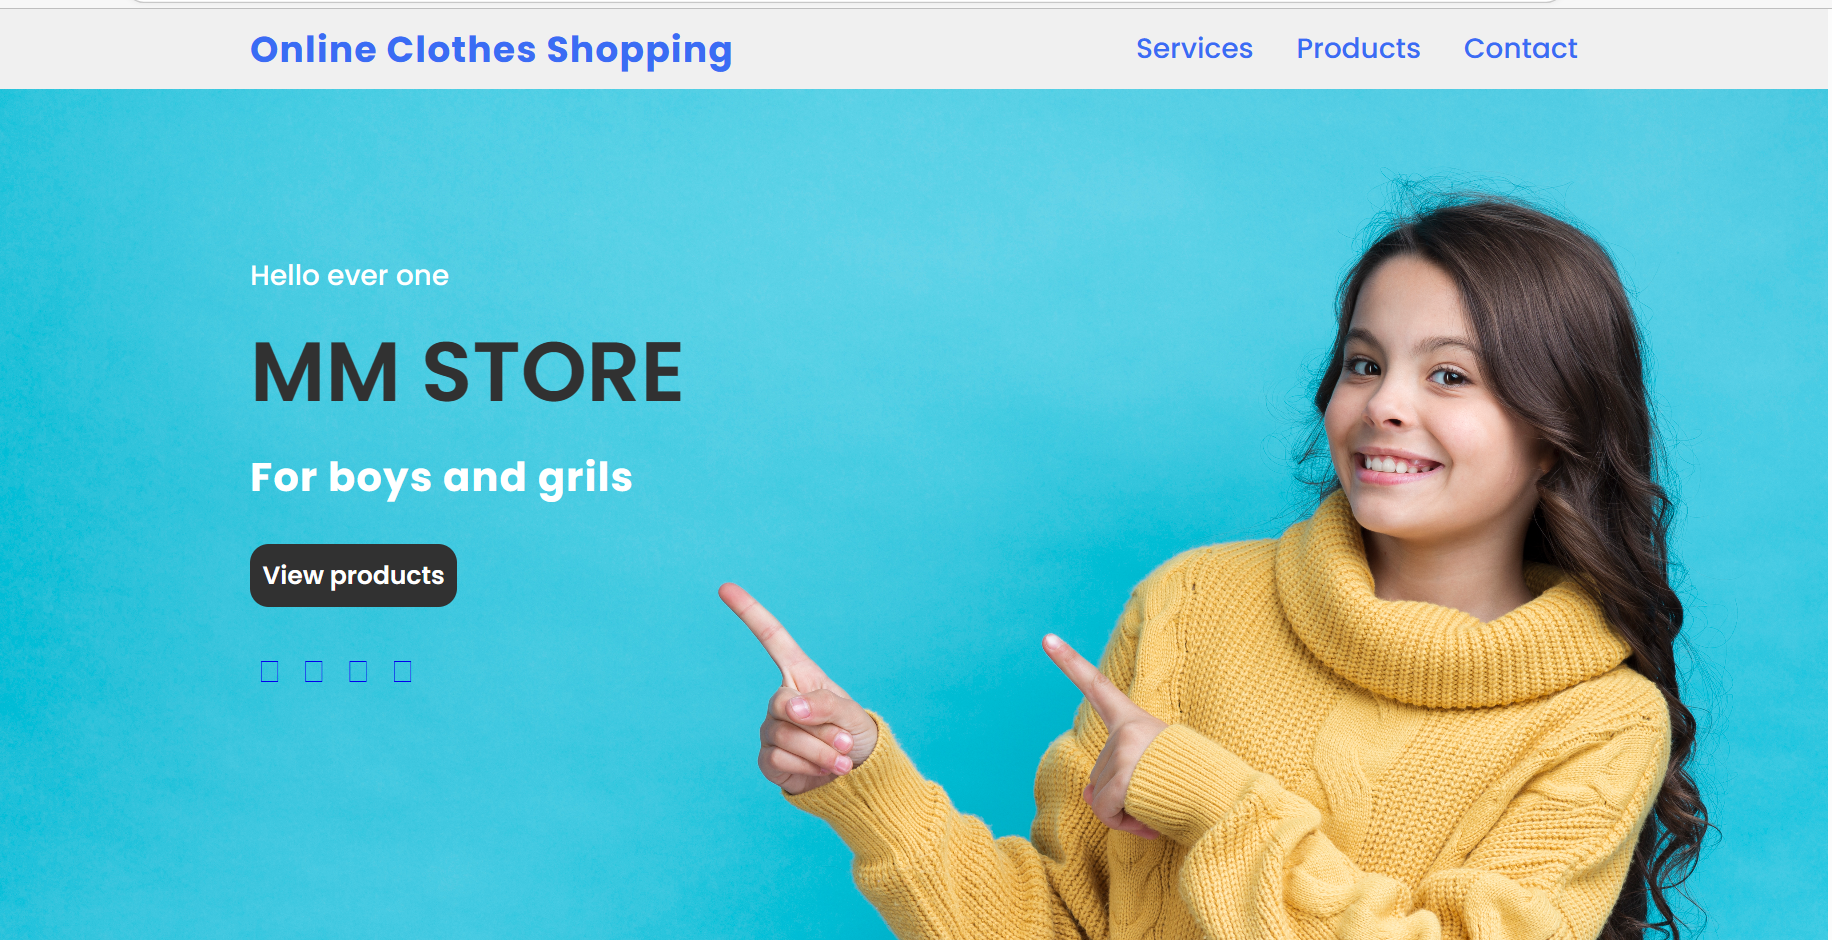 Online Clothes Shopping
Services Products Contact
Hello ever one
MM STORE
For boys and grils
View products